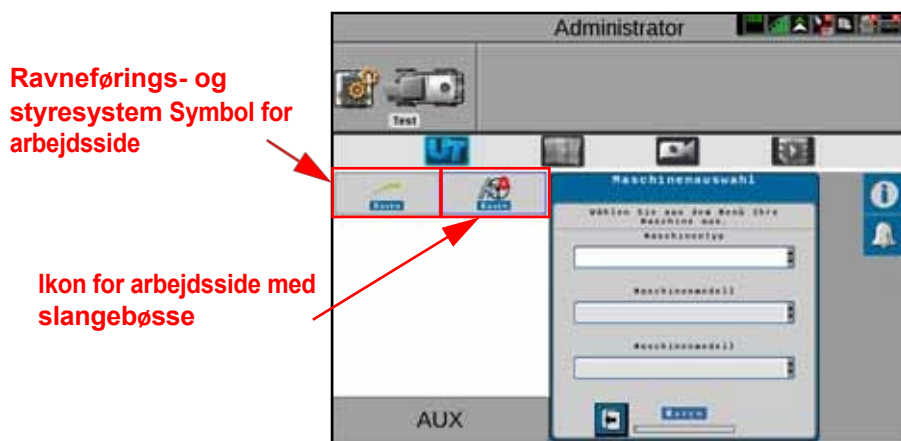 Administrator
Ravneførings- og
styresystem Symbol for
arbejdsside
Test
UT
Raven
Raven
Maschinenauswahl
Wählen Sie aus dem Menü Ihre
Maschine aus.
Maschinentyp
Ikon for arbejdsside med
slangebøsse
Maschinenmodell
Maschinenmodell
AUX
Raven